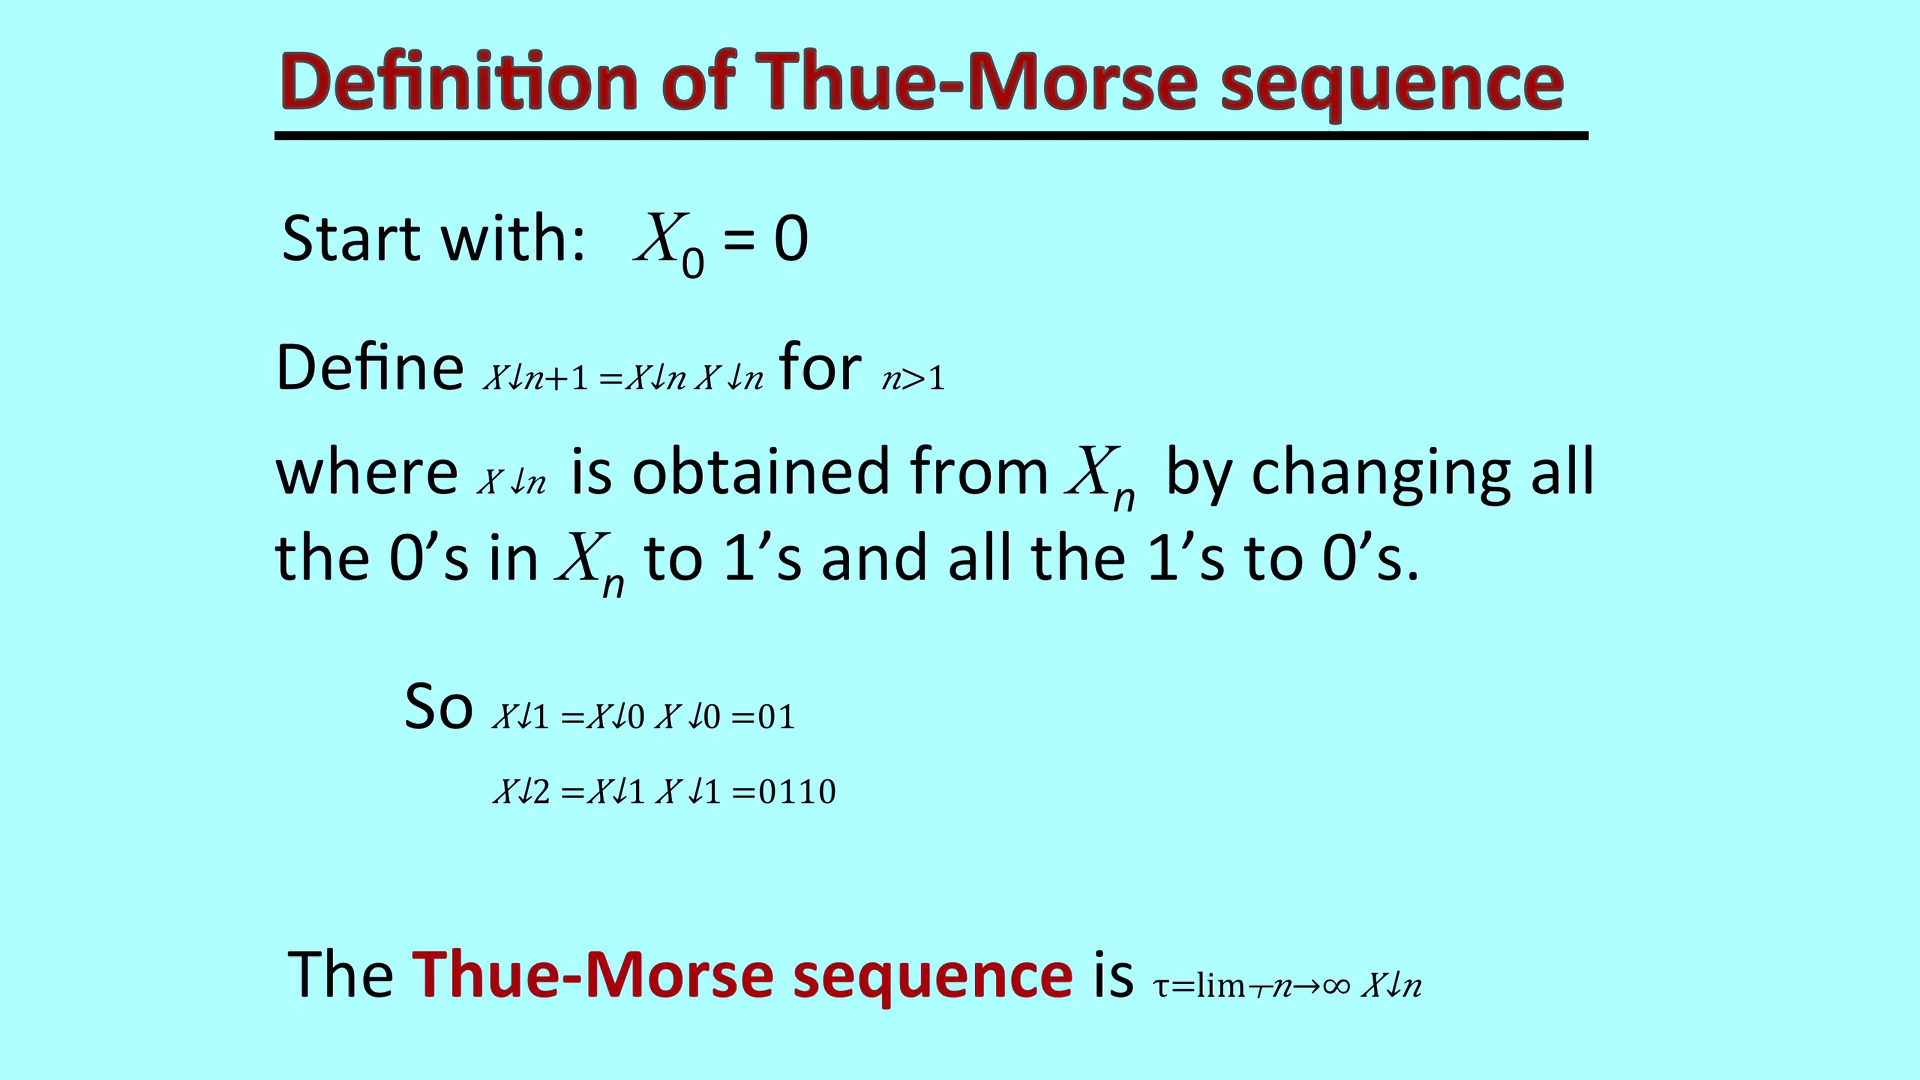 Definition of Thue-Morse sequence
Start with: X₀ = 0
Define X↓n+1 =X↓n X ↓n for n>1
where X ↓n is obtained from Xₙ by changing all
the 0’s in Xₙ to 1’s and all the 1’s to 0’s.
So X↓1 =X↓0 X ↓0 =01
X↓2 =X↓1 X ↓1 =0110
The Thue-Morse sequence is τ=lim┬n→∞ X↓n